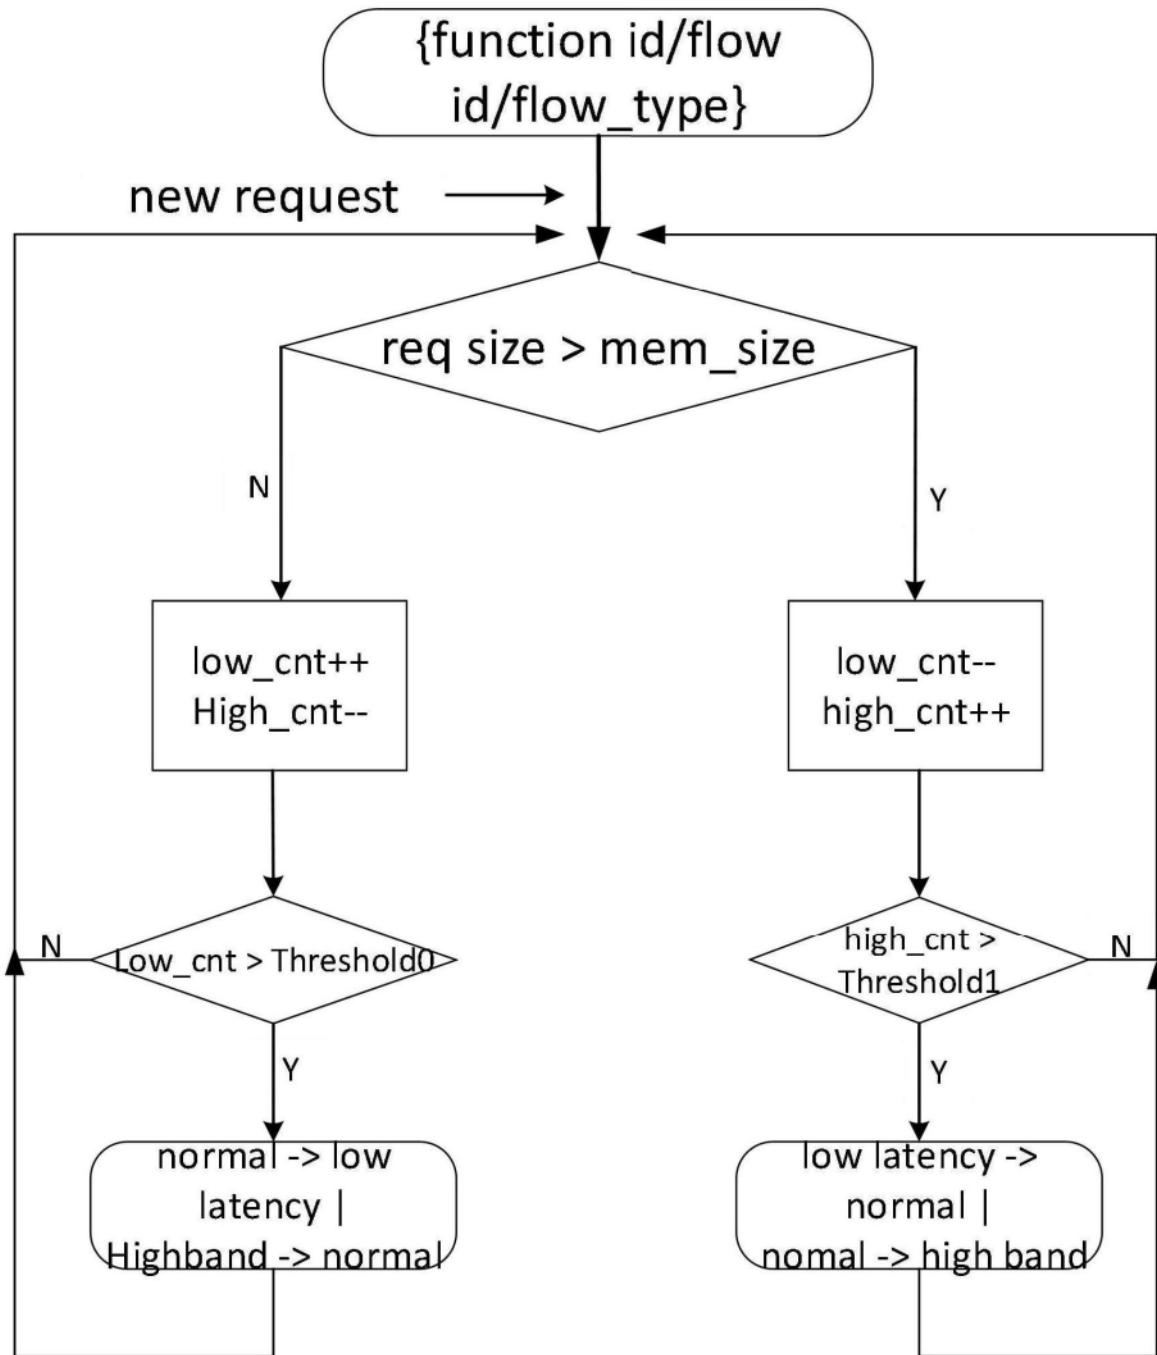 {function id/flow
id/flow_type}
new request
req size > mem_size
N
Y
low_cnt++
High_cnt--
low_cnt--
high_cnt++
N
Low_cnt > Threshold0
high_cnt >
Threshold1
N
Y
Y
normal -> low
latency |
Highband -> normal
low latency ->
normal |
nomal -> high band